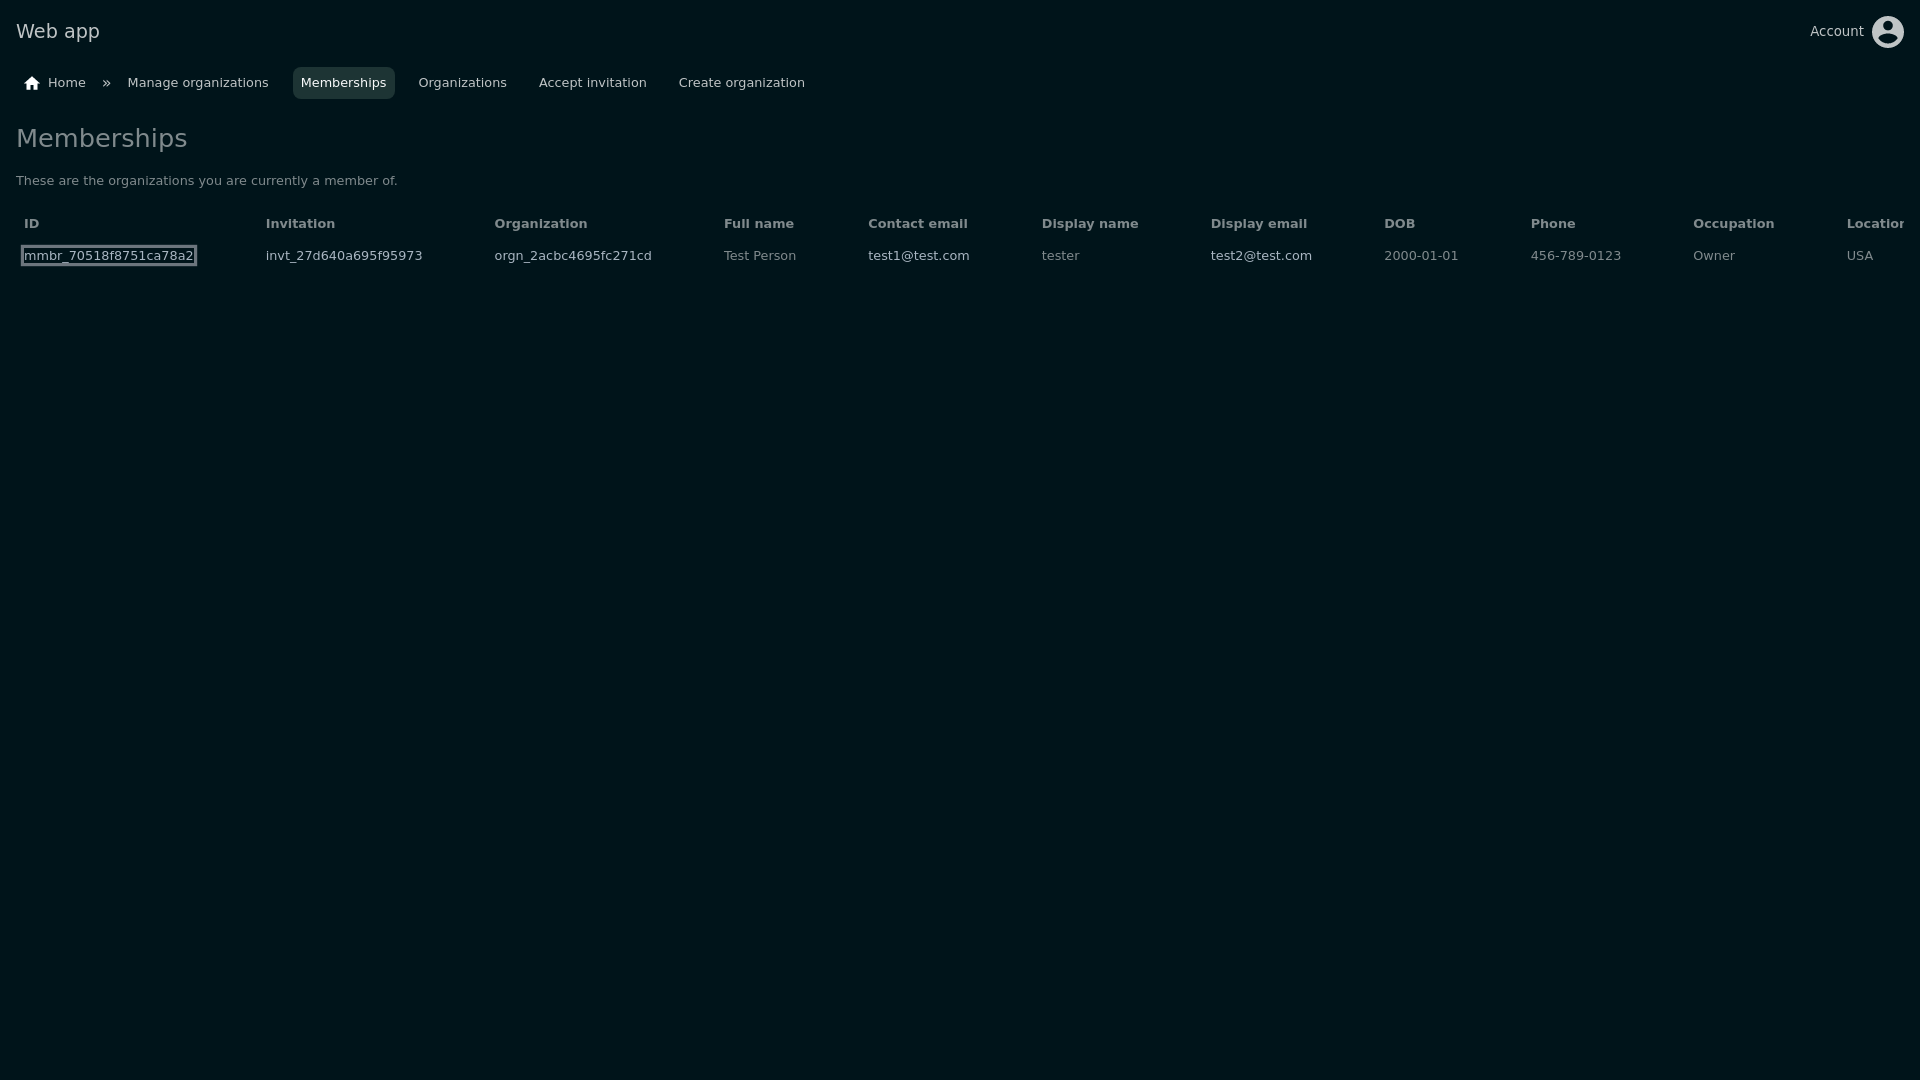 Web app
Account
Home » Manage organizations Memberships Organizations Accept invitation Create organization
Memberships
These are the organizations you are currently a member of.
ID Invitation Organization Full name Contact email Display name Display email DOB Phone Occupation Location
mmbr_70518f8751ca78a2 invt_27d640a695f95973 orgn_2acbc4695fc271cd Test Person test1@test.com tester test2@test.com 2000-01-01 456-789-0123 Owner USA